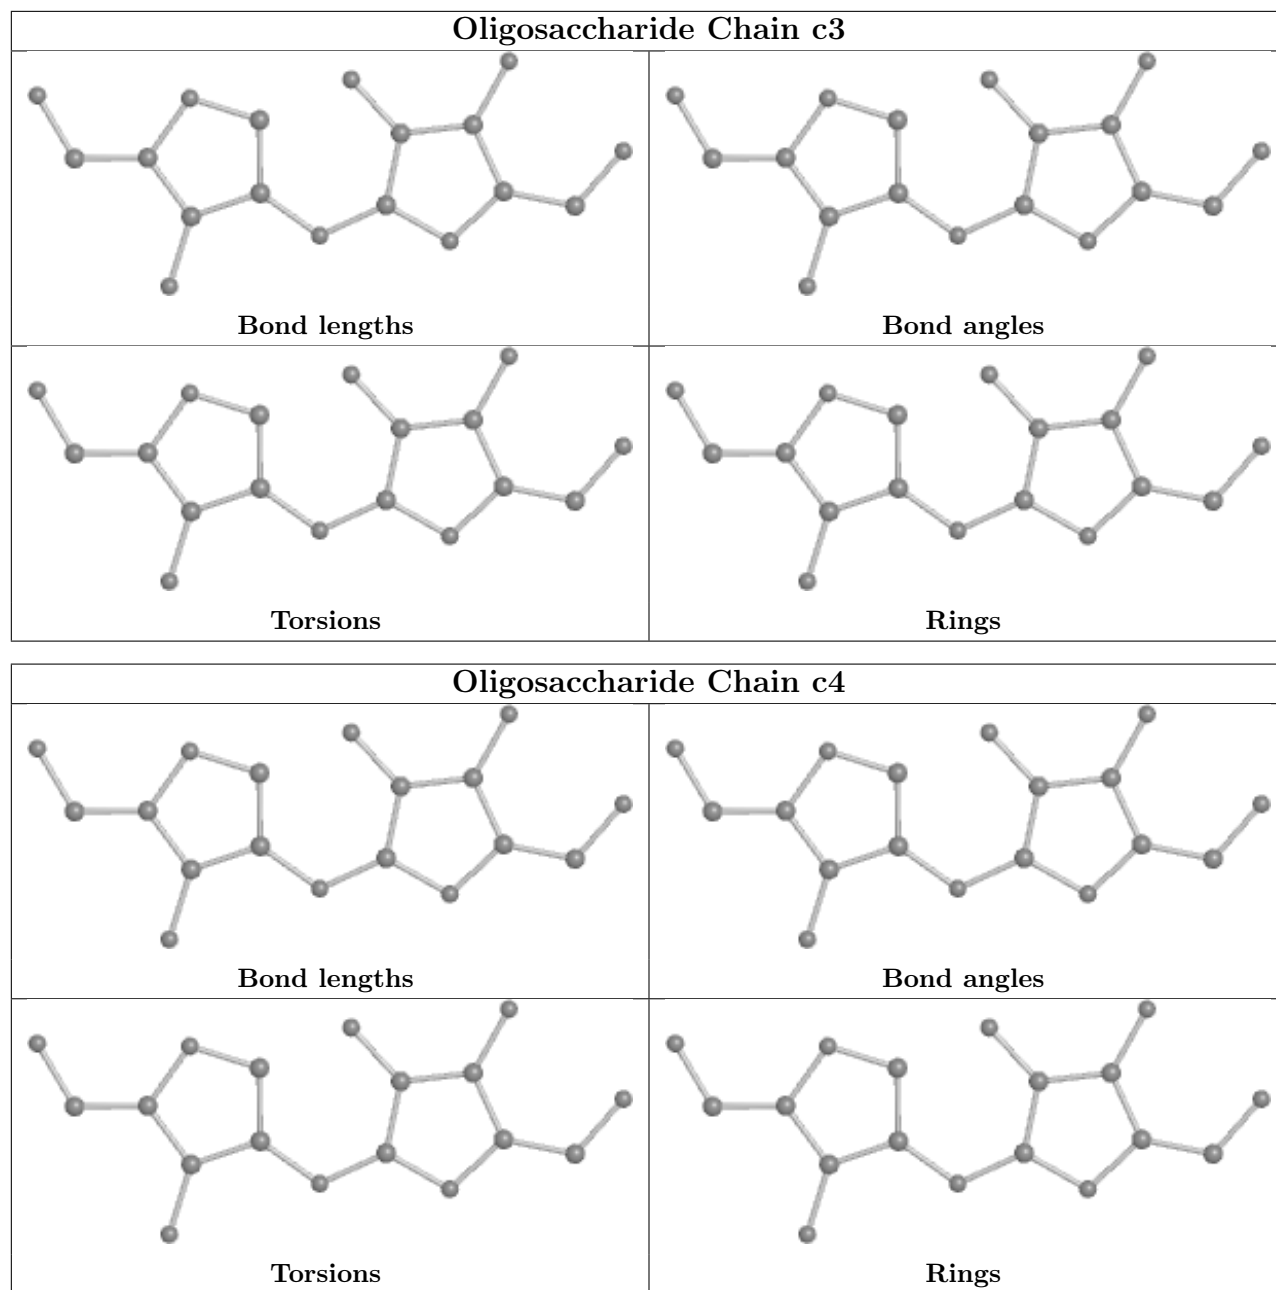 Oligosaccharide Chain c3
Bond lengths
Bond angles
Torsions
Rings
Oligosaccharide Chain c4
Bond lengths
Bond angles
Torsions
Rings